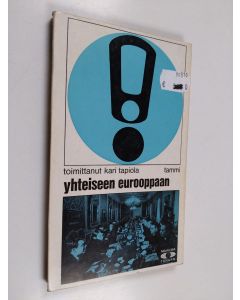 toimittanut kari tapiola tammi
yhteiseen eurooppaan